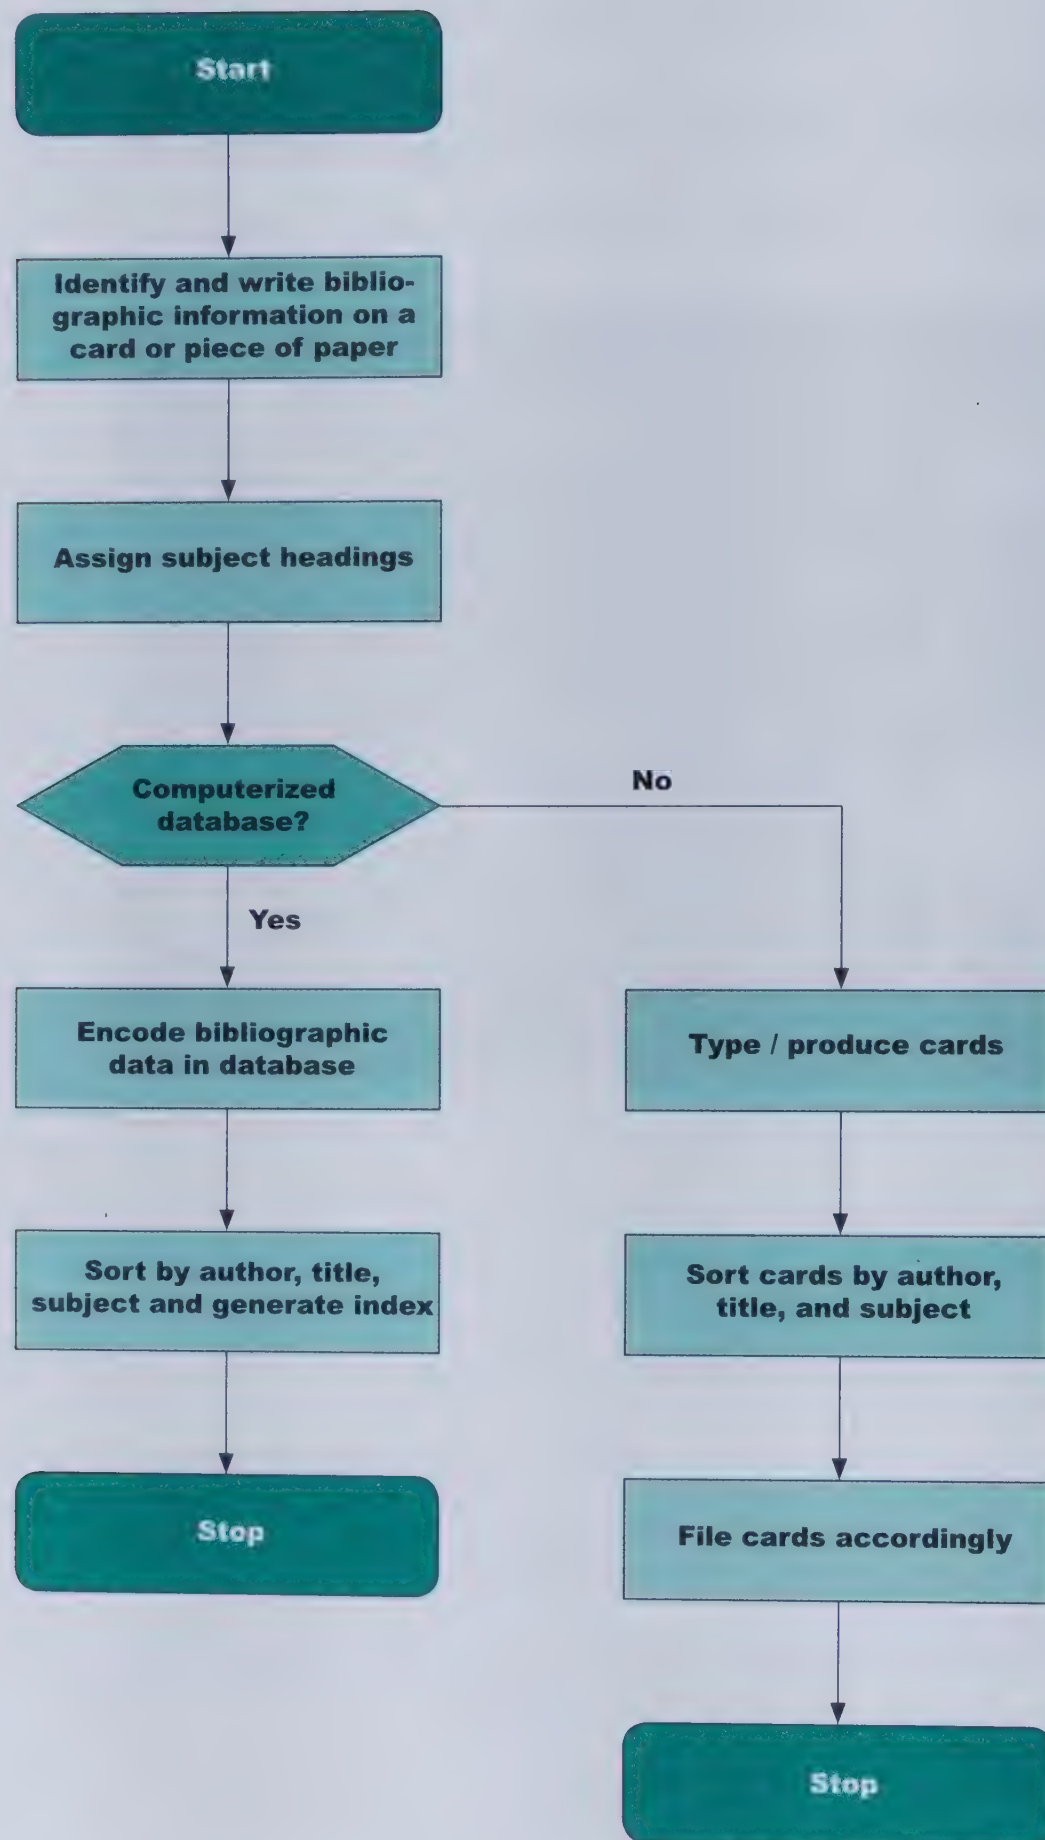 Start
Identify and write biblio-
graphic information on a
card or piece of paper
Assign subject headings
Computerized
database?
No
Yes
Encode bibliographic
data in database
Type / produce cards
Sort by author, title,
subject and generate index
Sort cards by author,
title, and subject
File cards accordingly
Stop
Stop